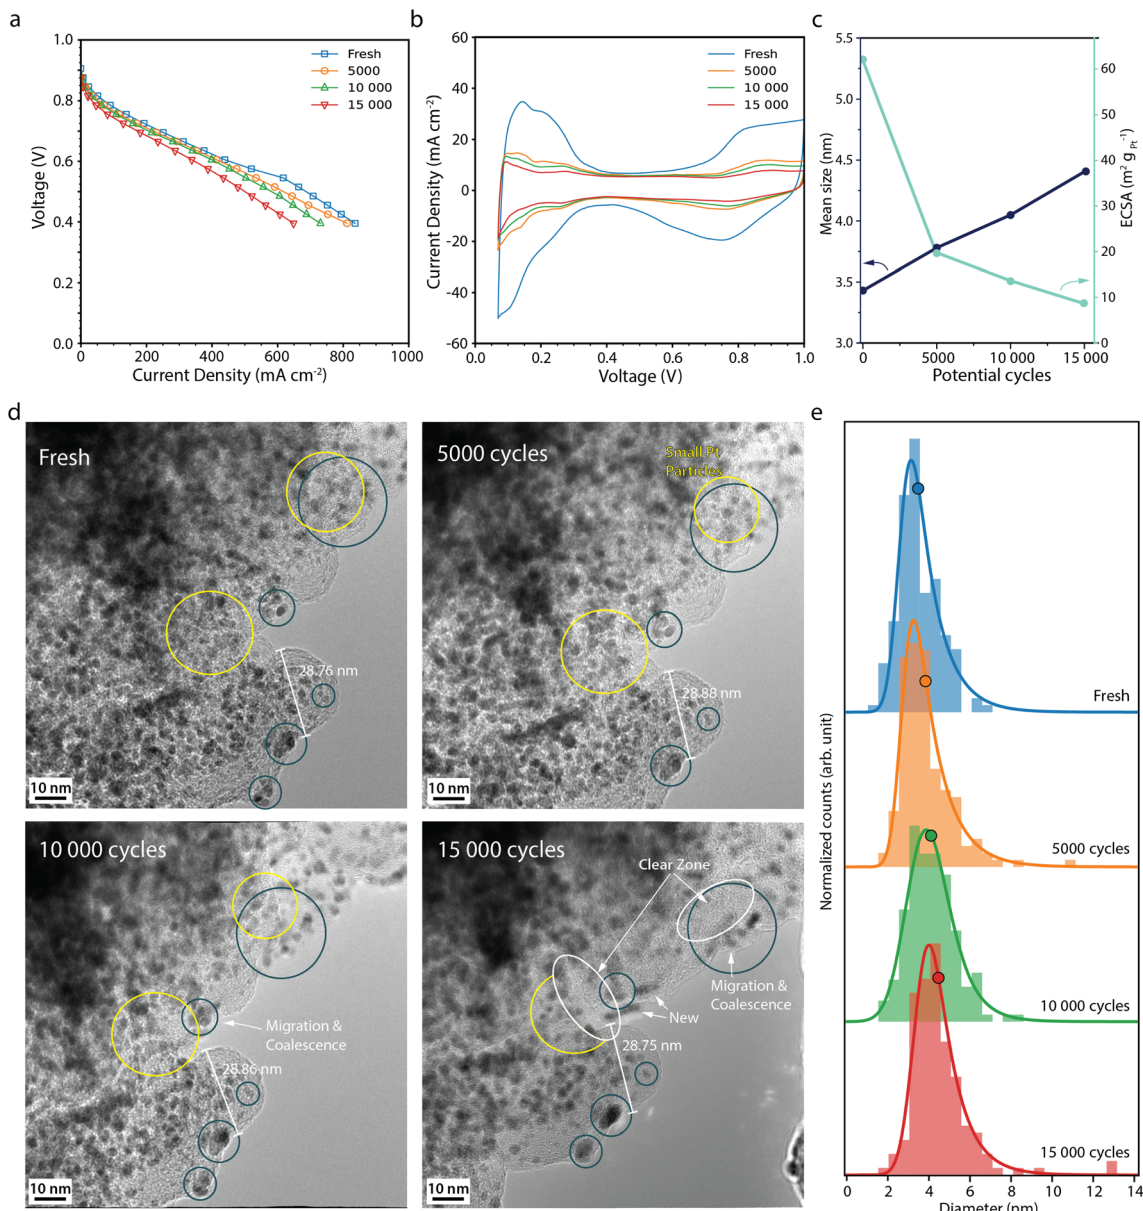 a
1.0
0.8
0.6
0.4
0.2
0.0
Voltage (V)
0
200
400
600
800
1000
Current Density (mA cm-2)
Fresh
5000
10 000
15 000
b
60
40
20
0
-20
-40
-60
Current Density (mA cm-2)
0.0
0.2
0.4
0.6
0.8
1.0
Voltage (V)
Fresh
5000
10 000
15 000
c
5.5
5.0
4.5
4.0
3.5
3.0
Mean size (nm)
60
50
40
30
20
10
0
ECSA (m2 g Pt-1)
0
5000
10 000
15 000
Potential cycles
d
Fresh
28.76 nm
10 nm
5000 cycles
Small Pt
Particles
28.88 nm
10 nm
10 000 cycles
Migration &
Coalescence
28.86 nm
10 nm
15 000 cycles
Clear Zone
Migration &
Coalescence
New
28.75 nm
10 nm
e
Normalized counts (arb. unit)
Fresh
5000 cycles
10 000 cycles
15 000 cycles
0
2
4
6
8
10
12
14
Diameter (nm)